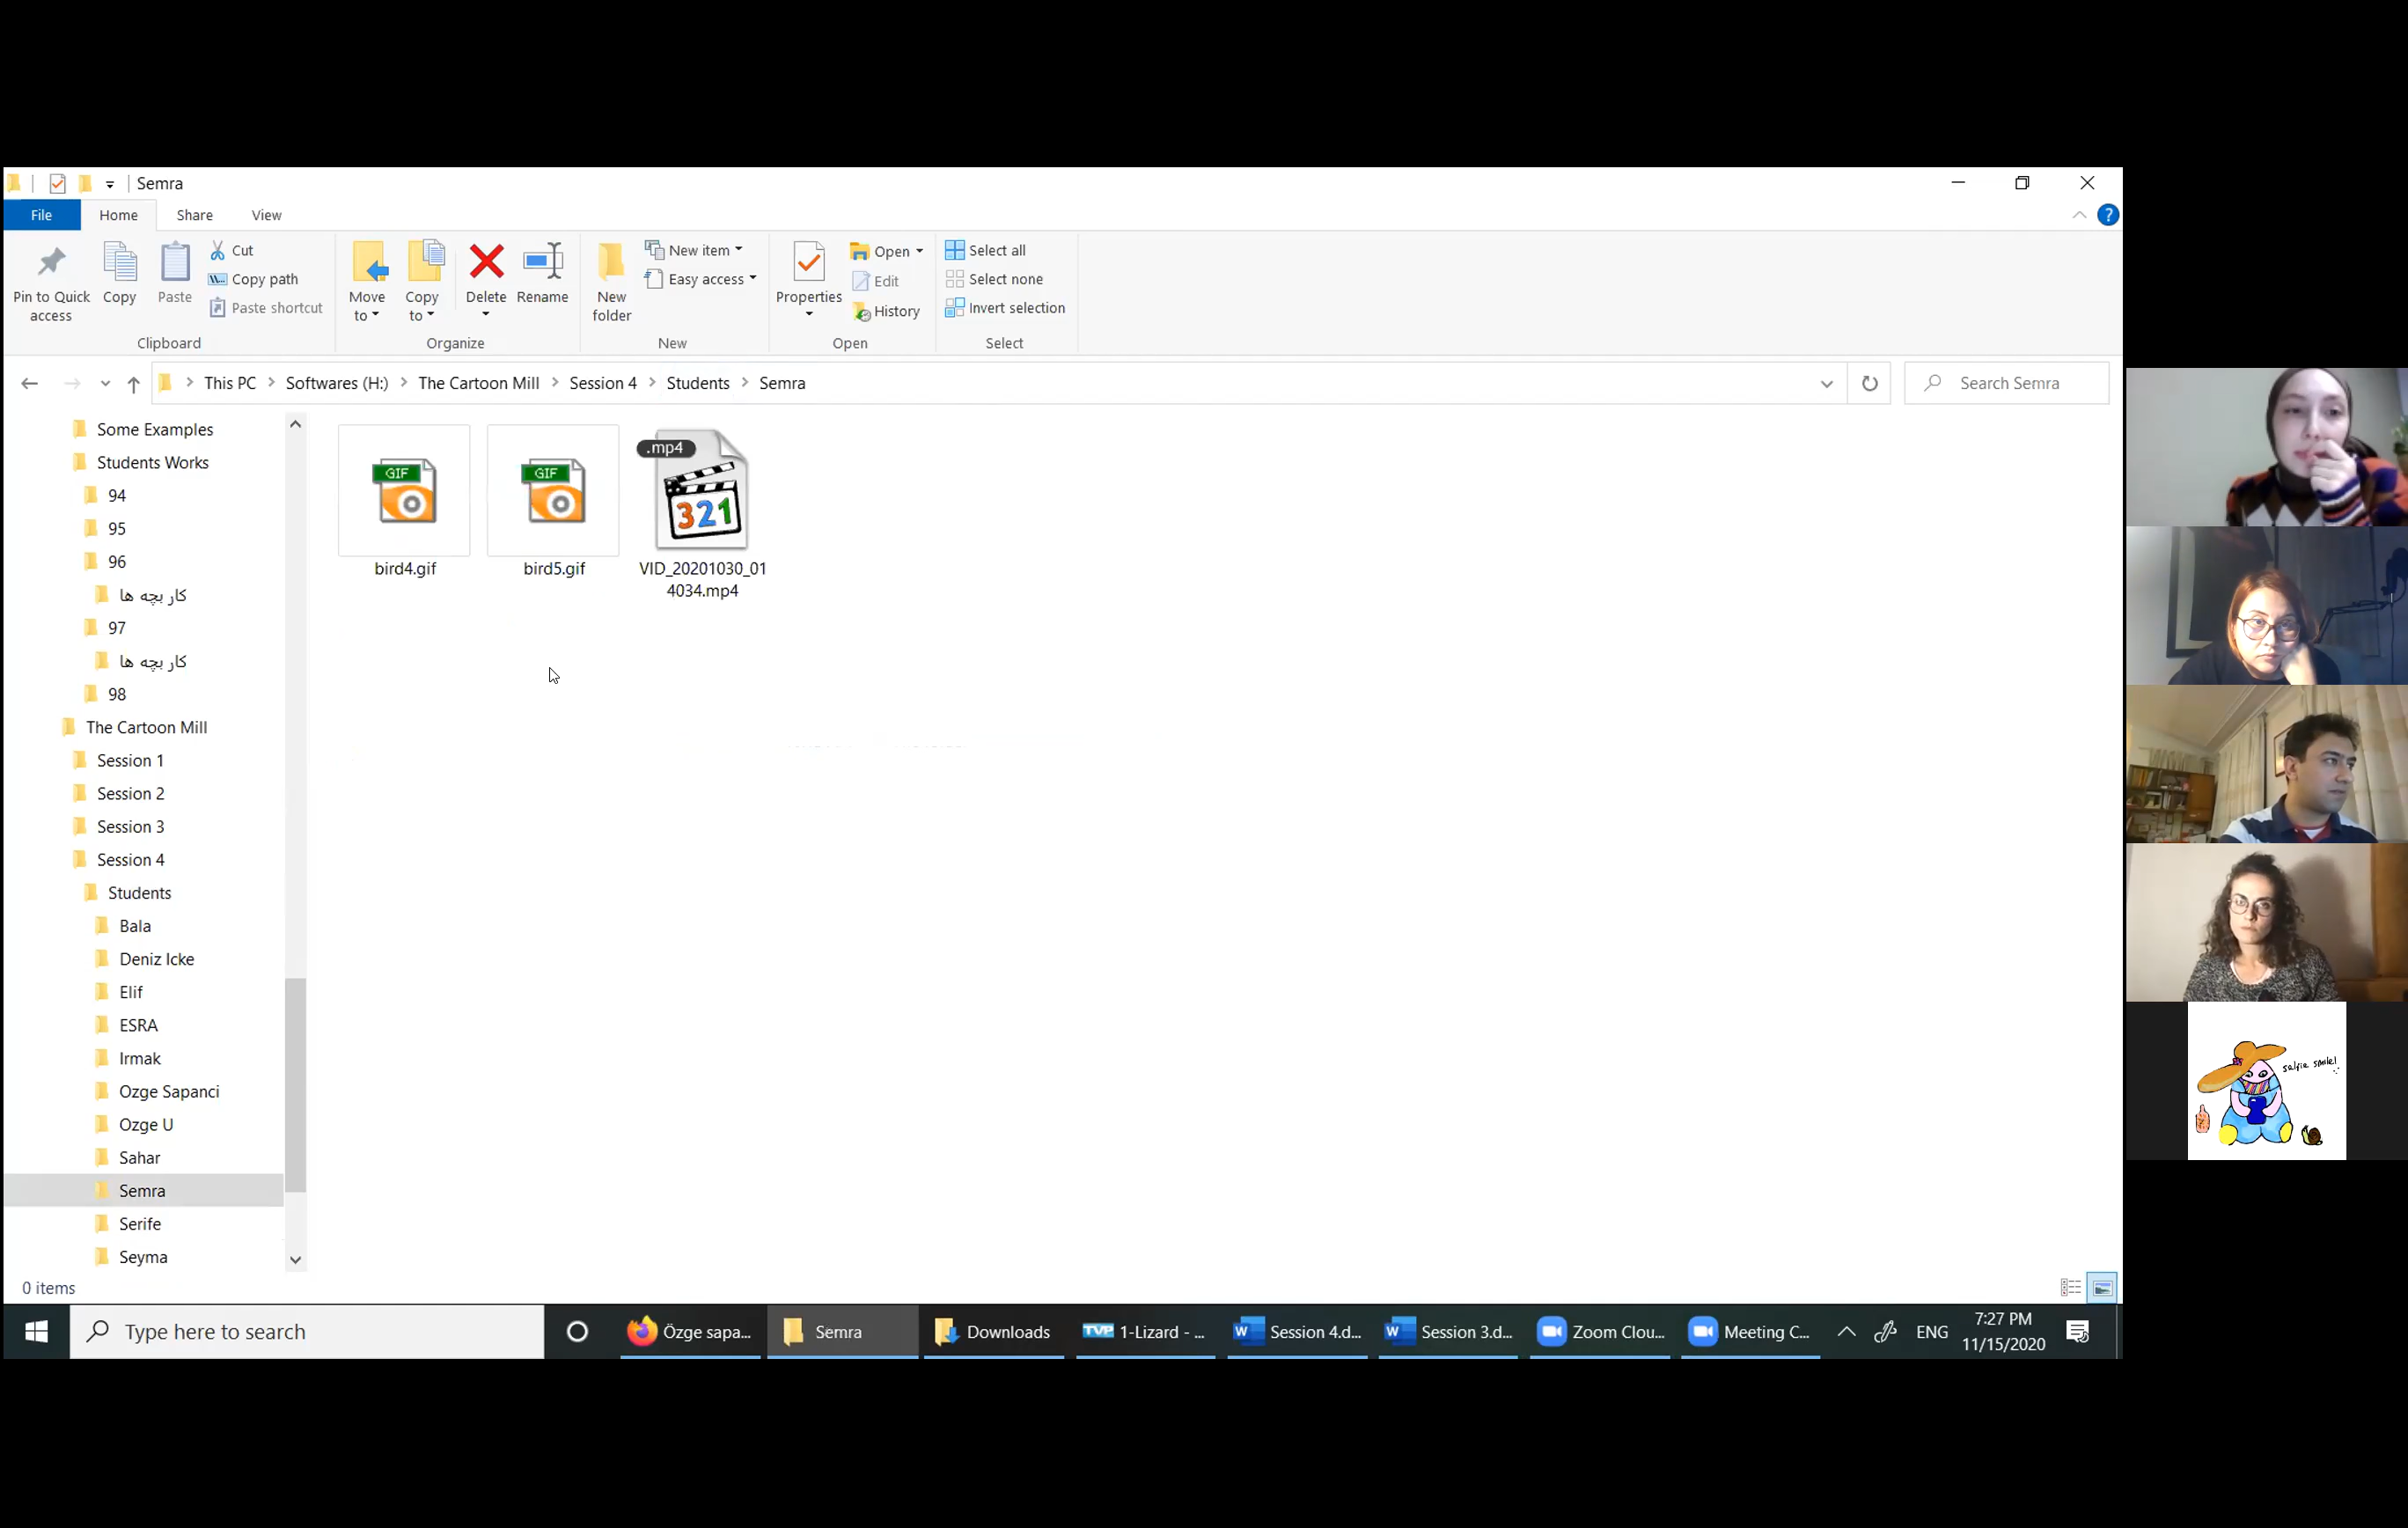 Semra
File Home Share View
Pin to Quick access
Copy
Paste
Cut
Copy path
Paste shortcut
Clipboard
Move to
Copy to
Delete
Rename
Organize
New folder
New item
Easy access
New
Properties
Open
Edit
History
Open
Select all
Select none
Invert selection
Select
This PC > Softwares (H:) > The Cartoon Mill > Session 4 > Students > Semra
Search Semra
Some Examples
Students Works
94
95
96
کار بچه ها
97
کار بچه ها
98
The Cartoon Mill
Session 1
Session 2
Session 3
Session 4
Students
Bala
Deniz Icke
Elif
ESRA
Irmak
Ozge Sapanci
Ozge U
Sahar
Semra
Serife
Seyma
GIF
bird4.gif
GIF
bird5.gif
.mp4
321
VID_20201030_01
4034.mp4
selfie smile!
0 items
Type here to search
Özge sapa...
Semra
Downloads
TVP 1-Lizard - ...
Session 4.d...
Session 3.d...
Zoom Clou...
Meeting C...
ENG
7:27 PM
11/15/2020